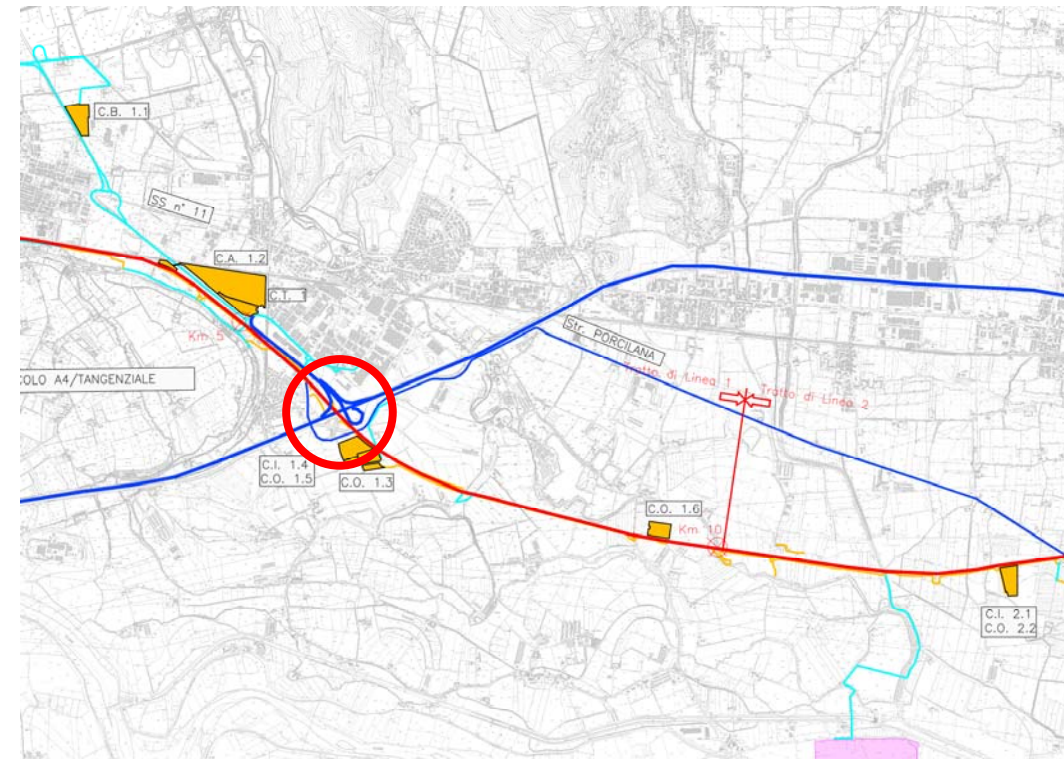 C.B. 1.1
SS n° 11
C.A. 1.2
C.T. 1
Km 5
COLO A4/TANGENZIALE
Str. PORCILANA
Tratto di Linea 1
Tratto di Linea 2
C.I. 1.4
C.O. 1.5
C.O. 1.3
C.O. 1.6
Km 10
C.I. 2.1
C.O. 2.2